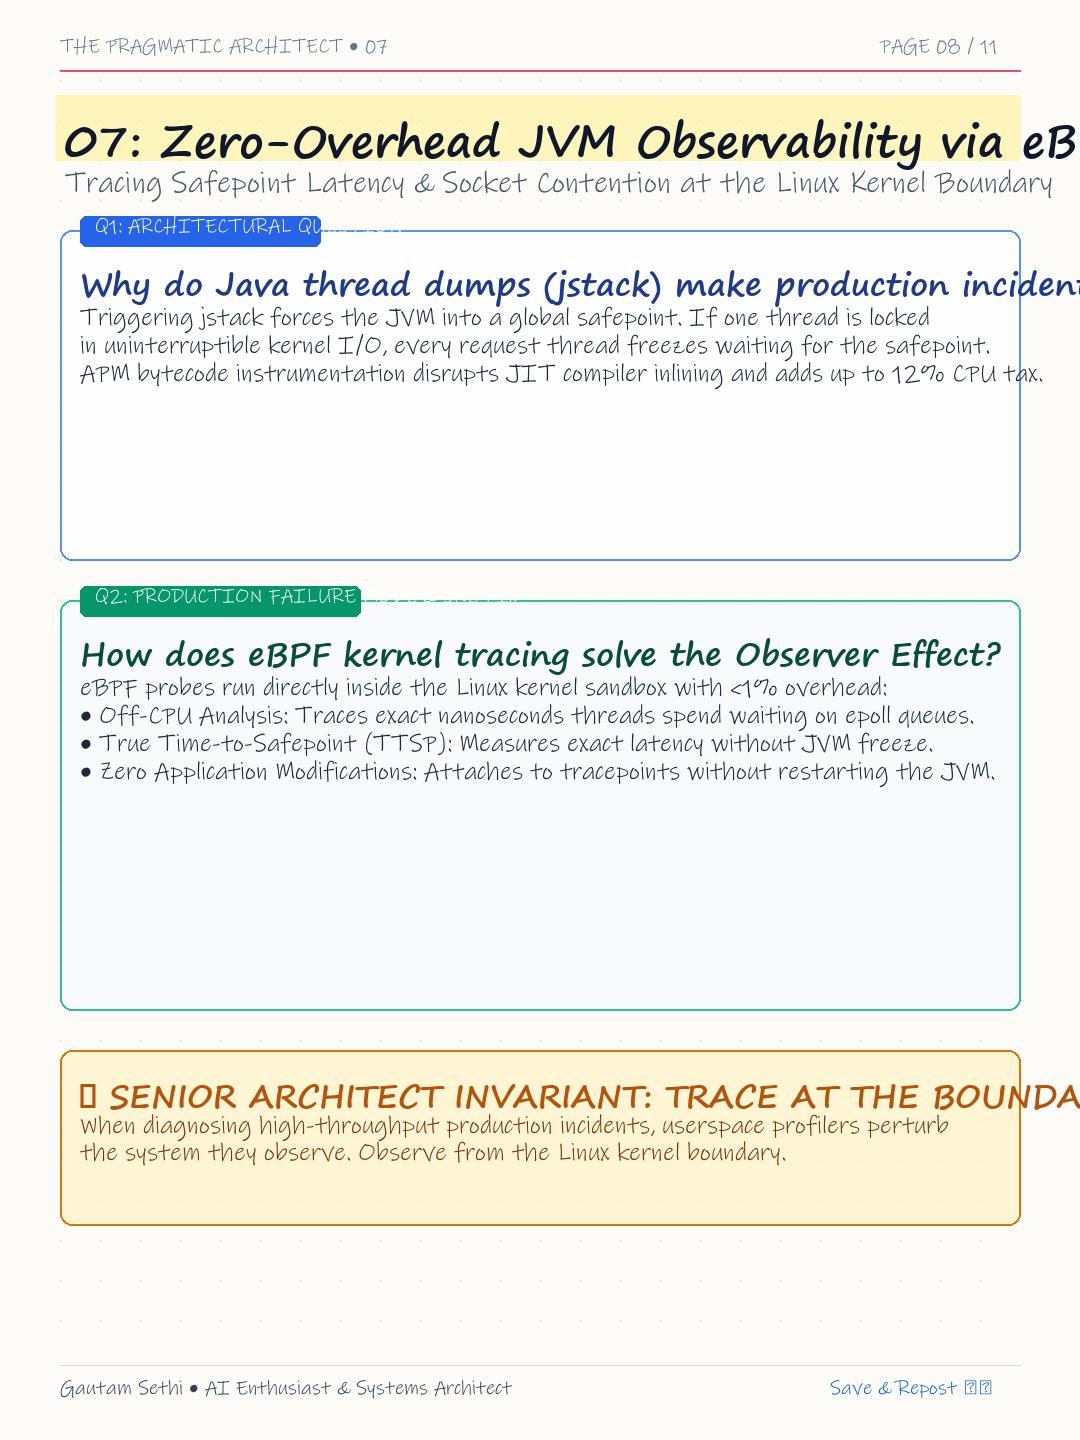 THE PRAGMATIC ARCHITECT • 07
PAGE 08 / 11
07: Zero-Overhead JVM Observability via eB
Tracing Safepoint Latency & Socket Contention at the Linux Kernel Boundary
Q1: ARCHITECTURAL QUESTION
Why do Java thread dumps (jstack) make production incident
Triggering jstack forces the JVM into a global safepoint. If one thread is locked
in uninterruptible kernel I/O, every request thread freezes waiting for the safepoint.
APM bytecode instrumentation disrupts JIT compiler inlining and adds up to 12% CPU tax.
Q2: PRODUCTION FAILURE
How does eBPF kernel tracing solve the Observer Effect?
eBPF probes run directly inside the Linux kernel sandbox with <1% overhead:
• Off-CPU Analysis: Traces exact nanoseconds threads spend waiting on epoll queues.
• True Time-to-Safepoint (TTSP): Measures exact latency without JVM freeze.
• Zero Application Modifications: Attaches to tracepoints without restarting the JVM.
SENIOR ARCHITECT INVARIANT: TRACE AT THE BOUNDA
When diagnosing high-throughput production incidents, userspace profilers perturb
the system they observe. Observe from the Linux kernel boundary.
Gautam Sethi • AI Enthusiast & Systems Architect
Save & Repost